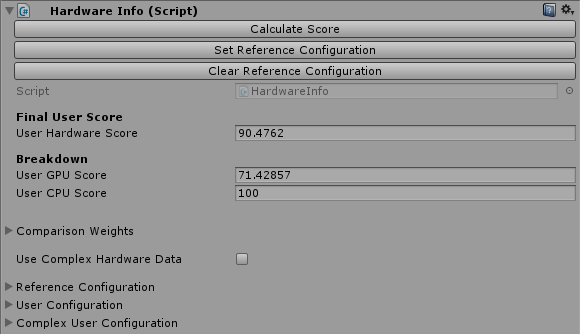 Hardware Info (Script)
Calculate Score
Set Reference Configuration
Clear Reference Configuration
Script HardwareInfo
Final User Score
User Hardware Score 90.4762
Breakdown
User GPU Score 71.42857
User CPU Score 100
Comparison Weights
Use Complex Hardware Data
Reference Configuration
User Configuration
Complex User Configuration